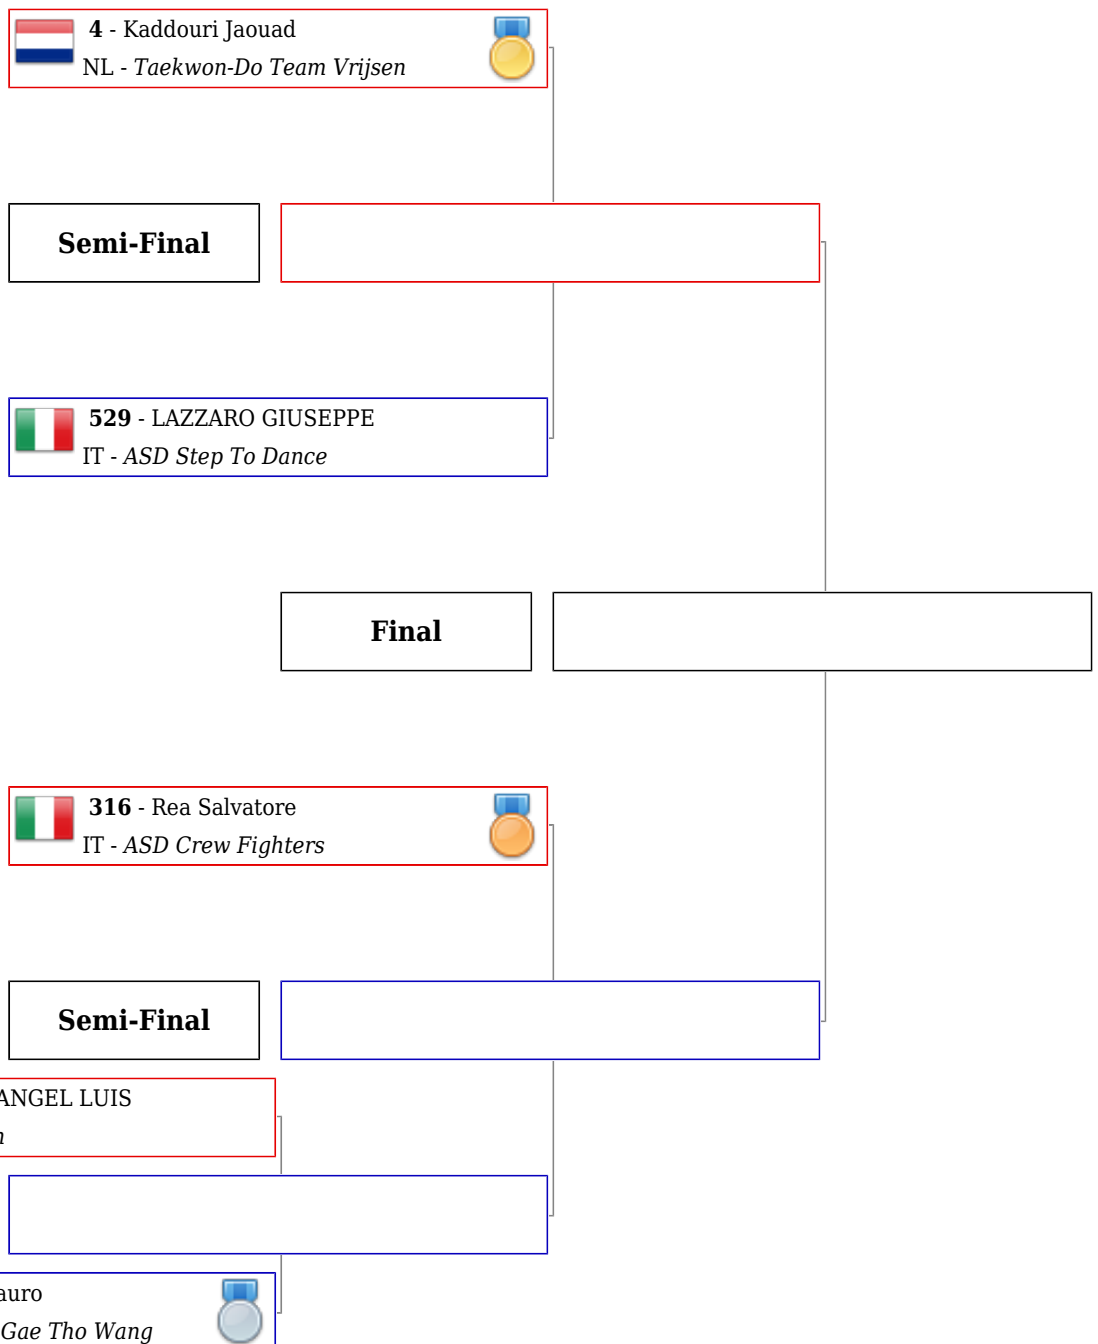 4 - Kaddouri Jaouad
NL - Taekwon-Do Team Vrijsen
Semi-Final
529 - LAZZARO GIUSEPPE
IT - ASD Step To Dance
Final
316 - Rea Salvatore
IT - ASD Crew Fighters
Semi-Final
ANGEL LUIS
Gae Tho Wang